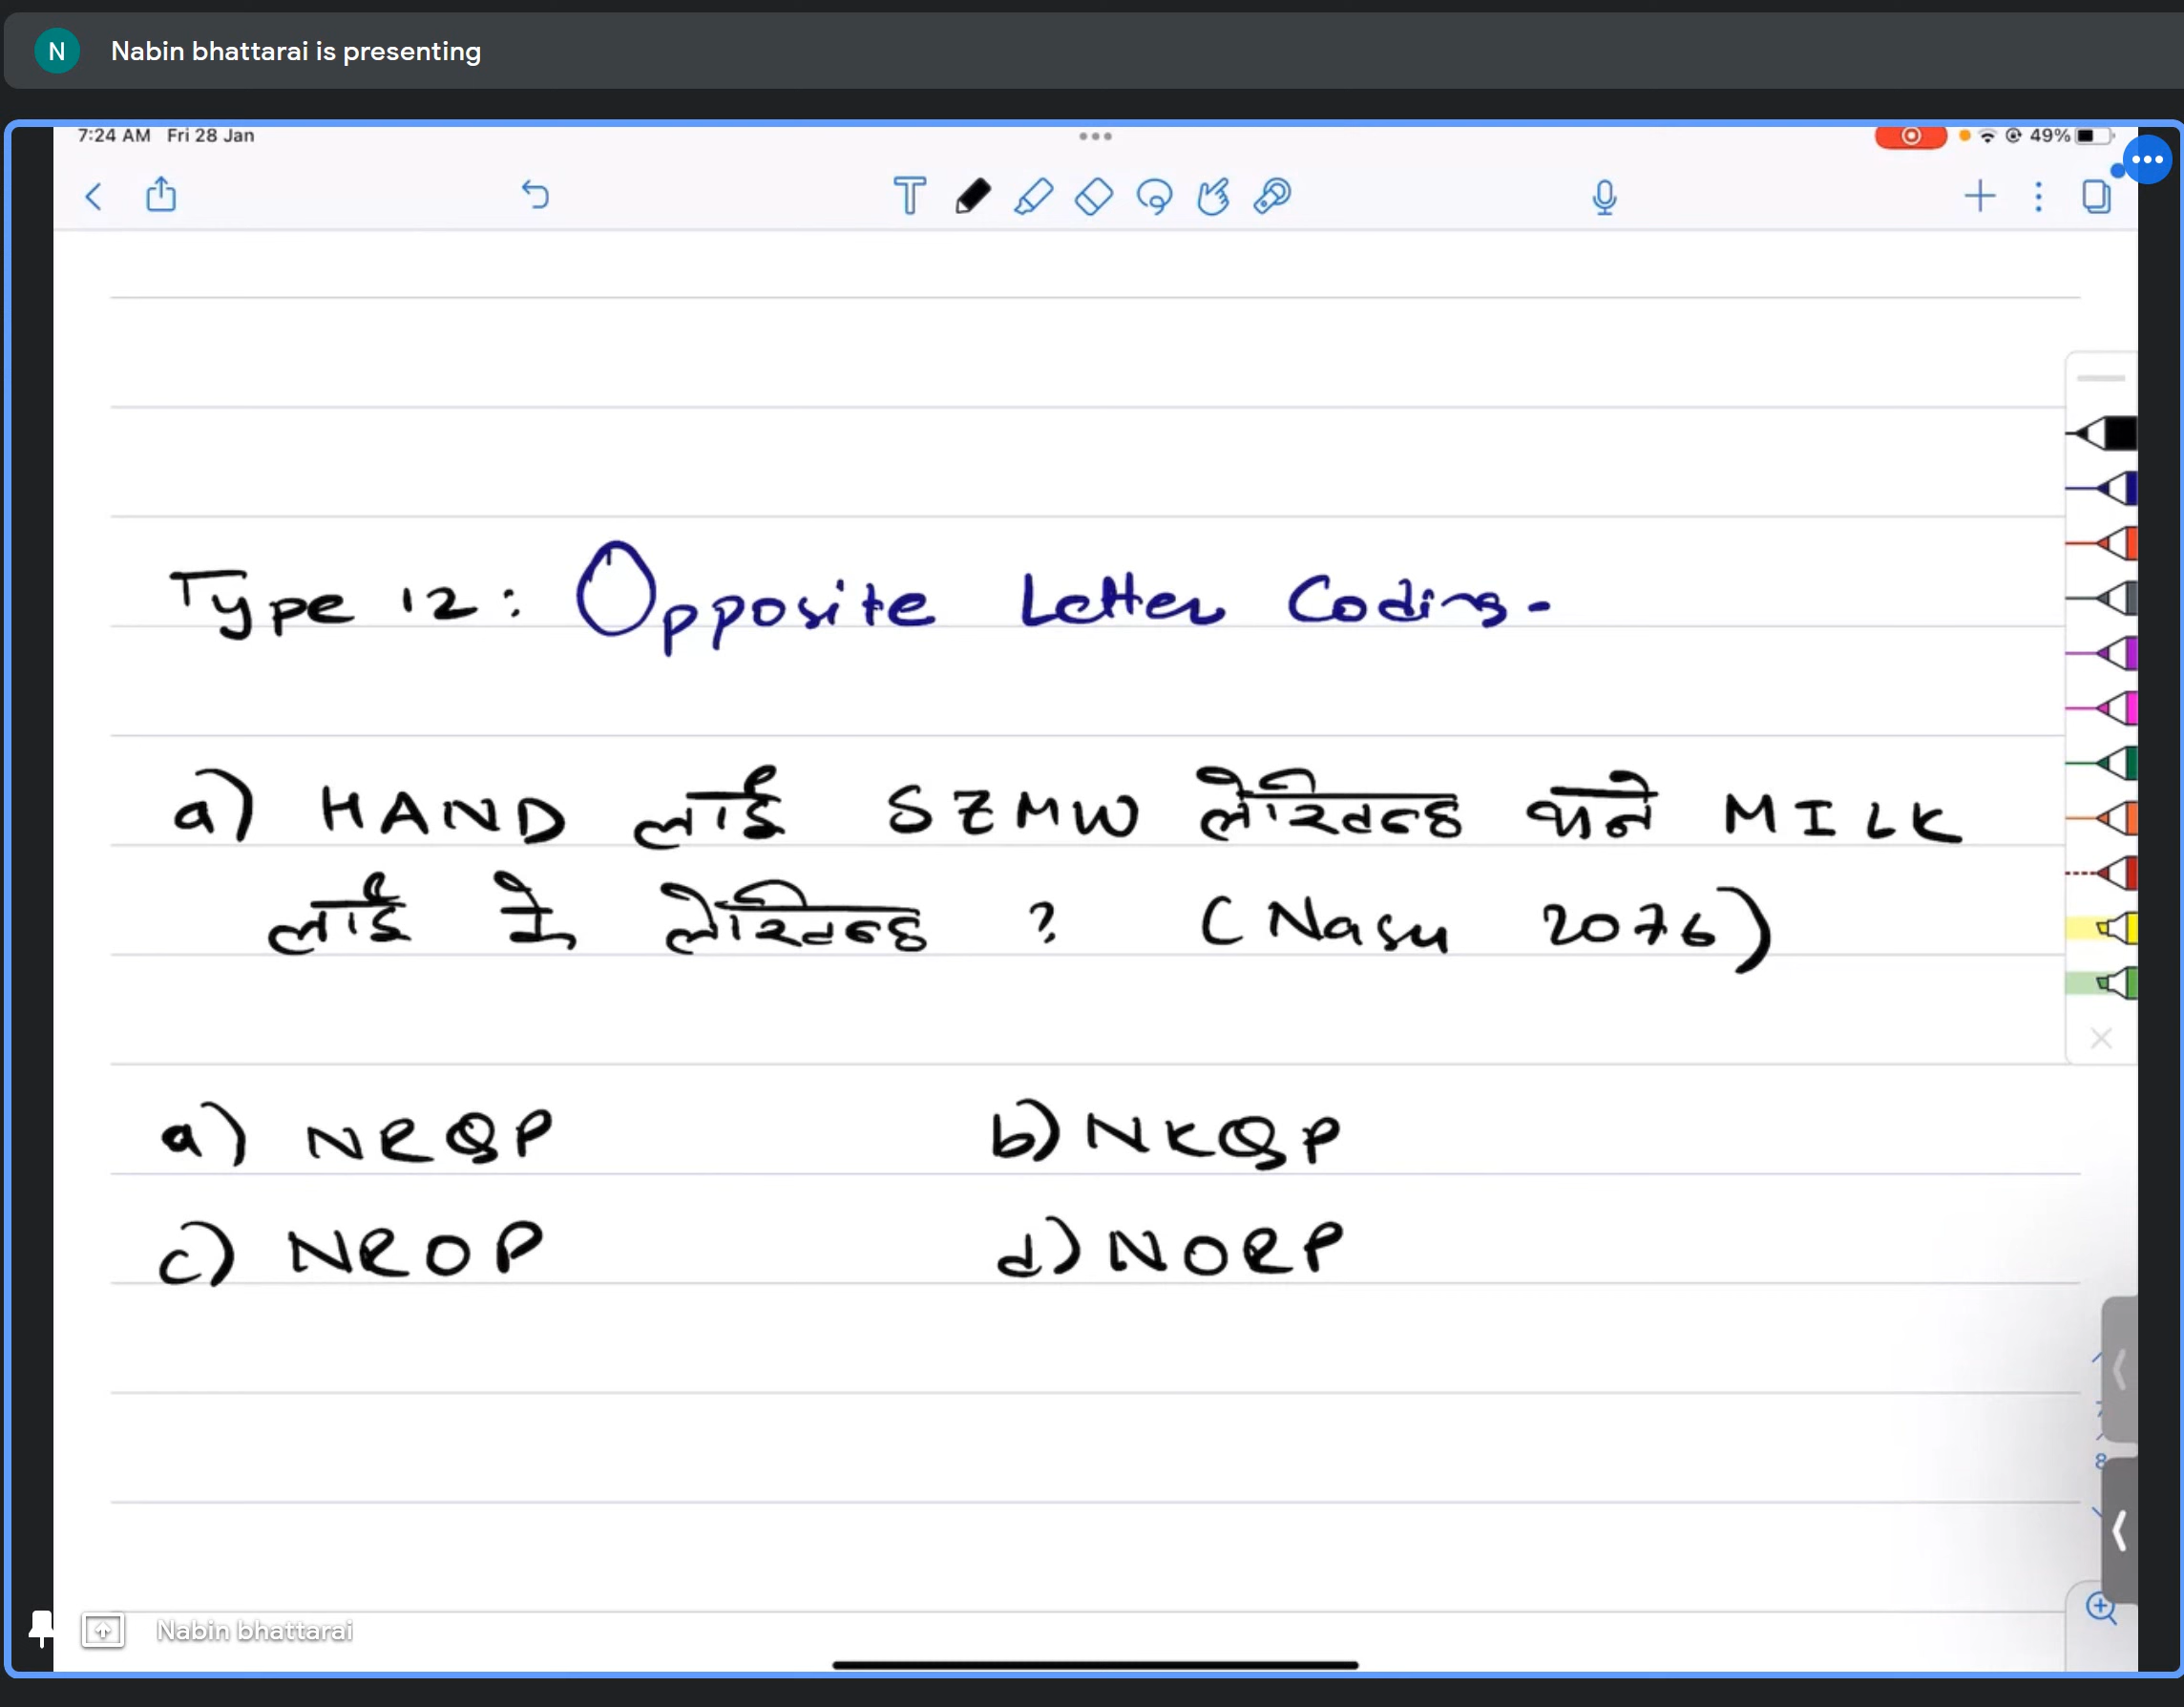 Nabin bhattarai is presenting
7:24 AM Fri 28 Jan
49%
Type 12: Opposite Letter Coding-
a) HAND लाई SZMW लेखिन्छ भने MILK
लाई के लेखिन्छ ? (Nasu 2076)
a) NRQP b) NKQP
c) NROP d) NORP
8
Nabin bhattarai